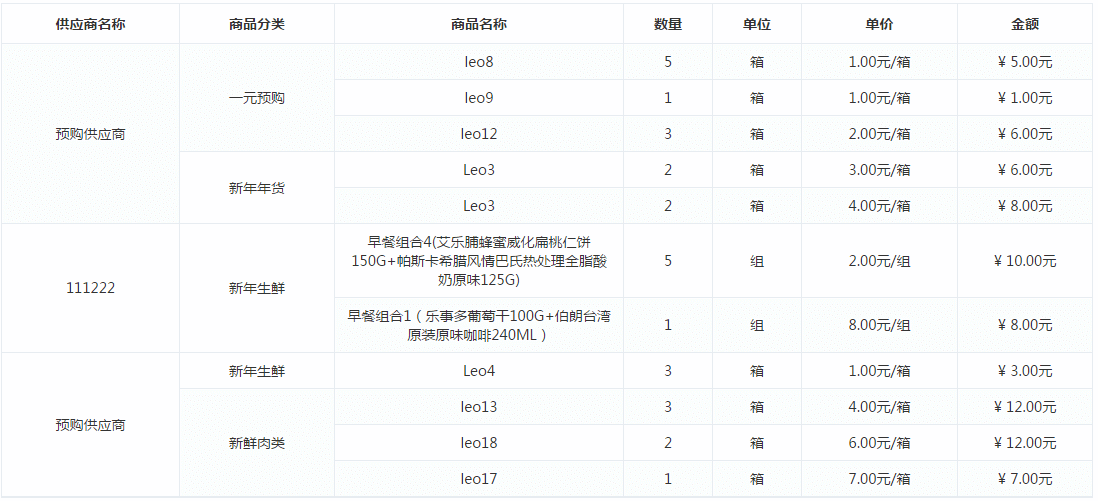 供应商名称 商品分类 商品名称 数量 单位 单价 金额
预购供应商 一元预购 leo8 5 箱 1.00元/箱 ¥ 5.00元
leo9 1 箱 1.00元/箱 ¥ 1.00元
leo12 3 箱 2.00元/箱 ¥ 6.00元
新年年货 Leo3 2 箱 3.00元/箱 ¥ 6.00元
Leo3 2 箱 4.00元/箱 ¥ 8.00元
111222 新年生鲜 早餐组合4(艾乐脯蜂蜜威化扁桃仁饼
150G+帕斯卡希腊风情巴氏热处理全脂酸
奶原味125G) 5 组 2.00元/组 ¥ 10.00元
早餐组合1（乐事多葡萄干100G+伯朗台湾
原装原味咖啡240ML） 1 组 8.00元/组 ¥ 8.00元
预购供应商 新年生鲜 Leo4 3 箱 1.00元/箱 ¥ 3.00元
新鲜肉类 leo13 3 箱 4.00元/箱 ¥ 12.00元
leo18 2 箱 6.00元/箱 ¥ 12.00元
leo17 1 箱 7.00元/箱 ¥ 7.00元